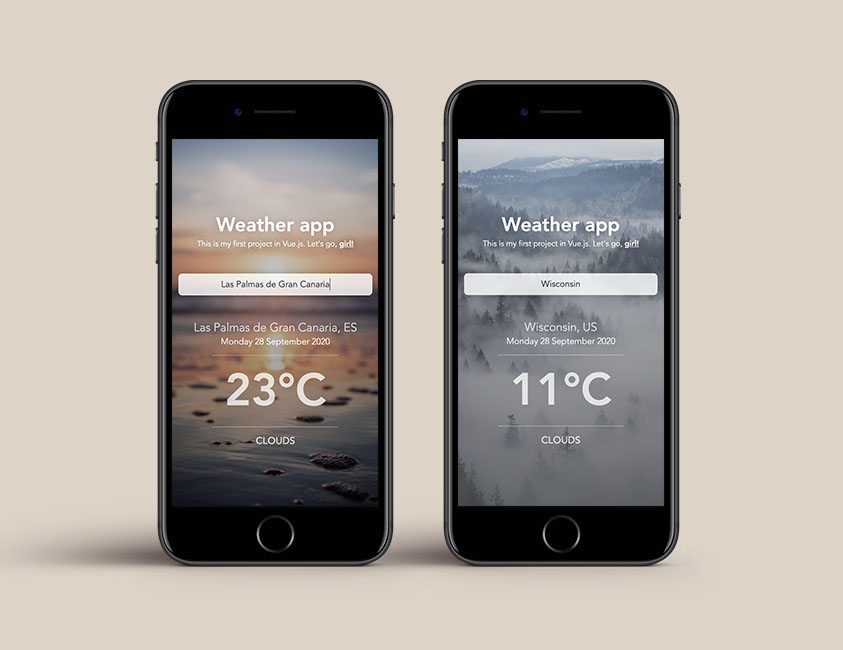 Weather app
This is my first project in Vue.js. Let's go, girl!
Las Palmas de Gran Canaria
Las Palmas de Gran Canaria, ES
Monday 28 September 2020
23°C
CLOUDS
Weather app
This is my first project in Vue.js. Let's go, girl!
Wisconsin
Wisconsin, US
Monday 28 September 2020
11°C
CLOUDS